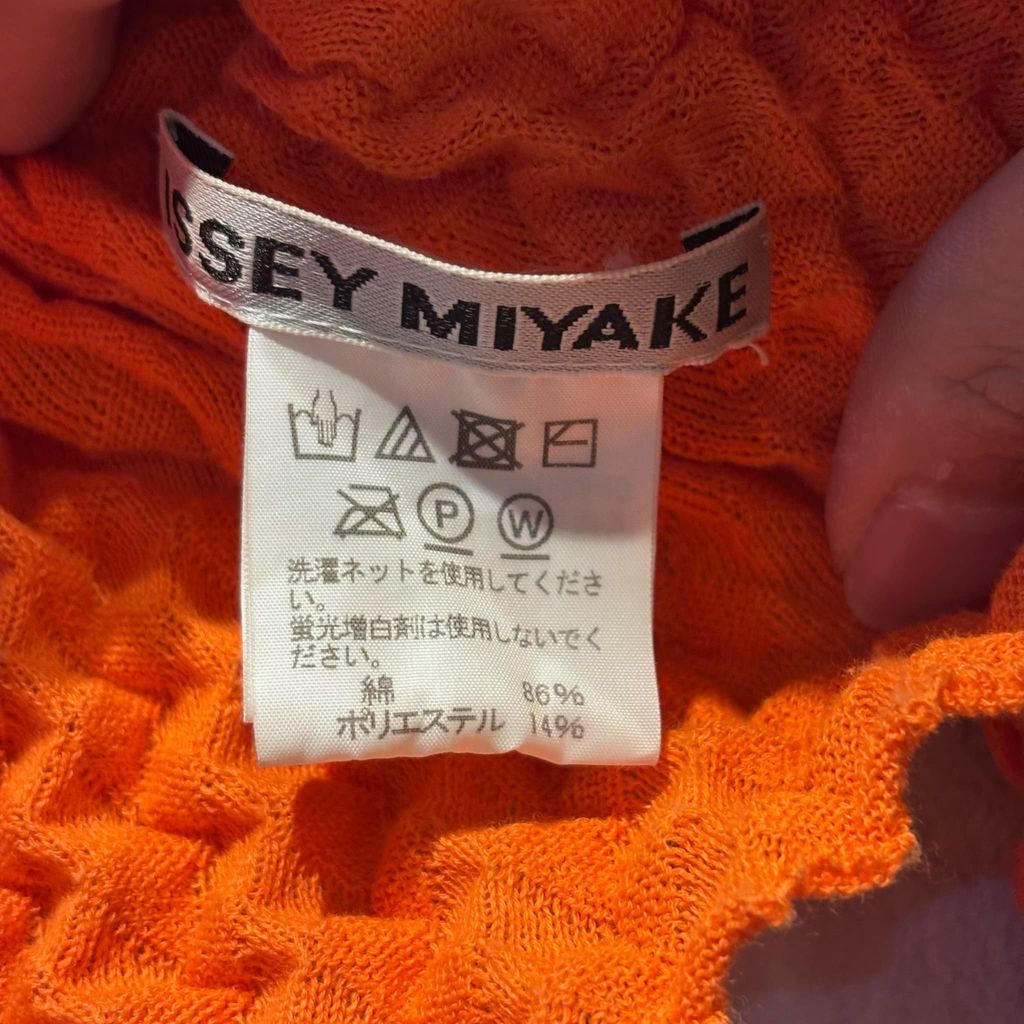 ISSEY MIYAKE
P W
洗濯ネットを使用してくださ
い。
蛍光増白剤は使用しないでく
ださい。
綿 86%
ポリエステル 14%